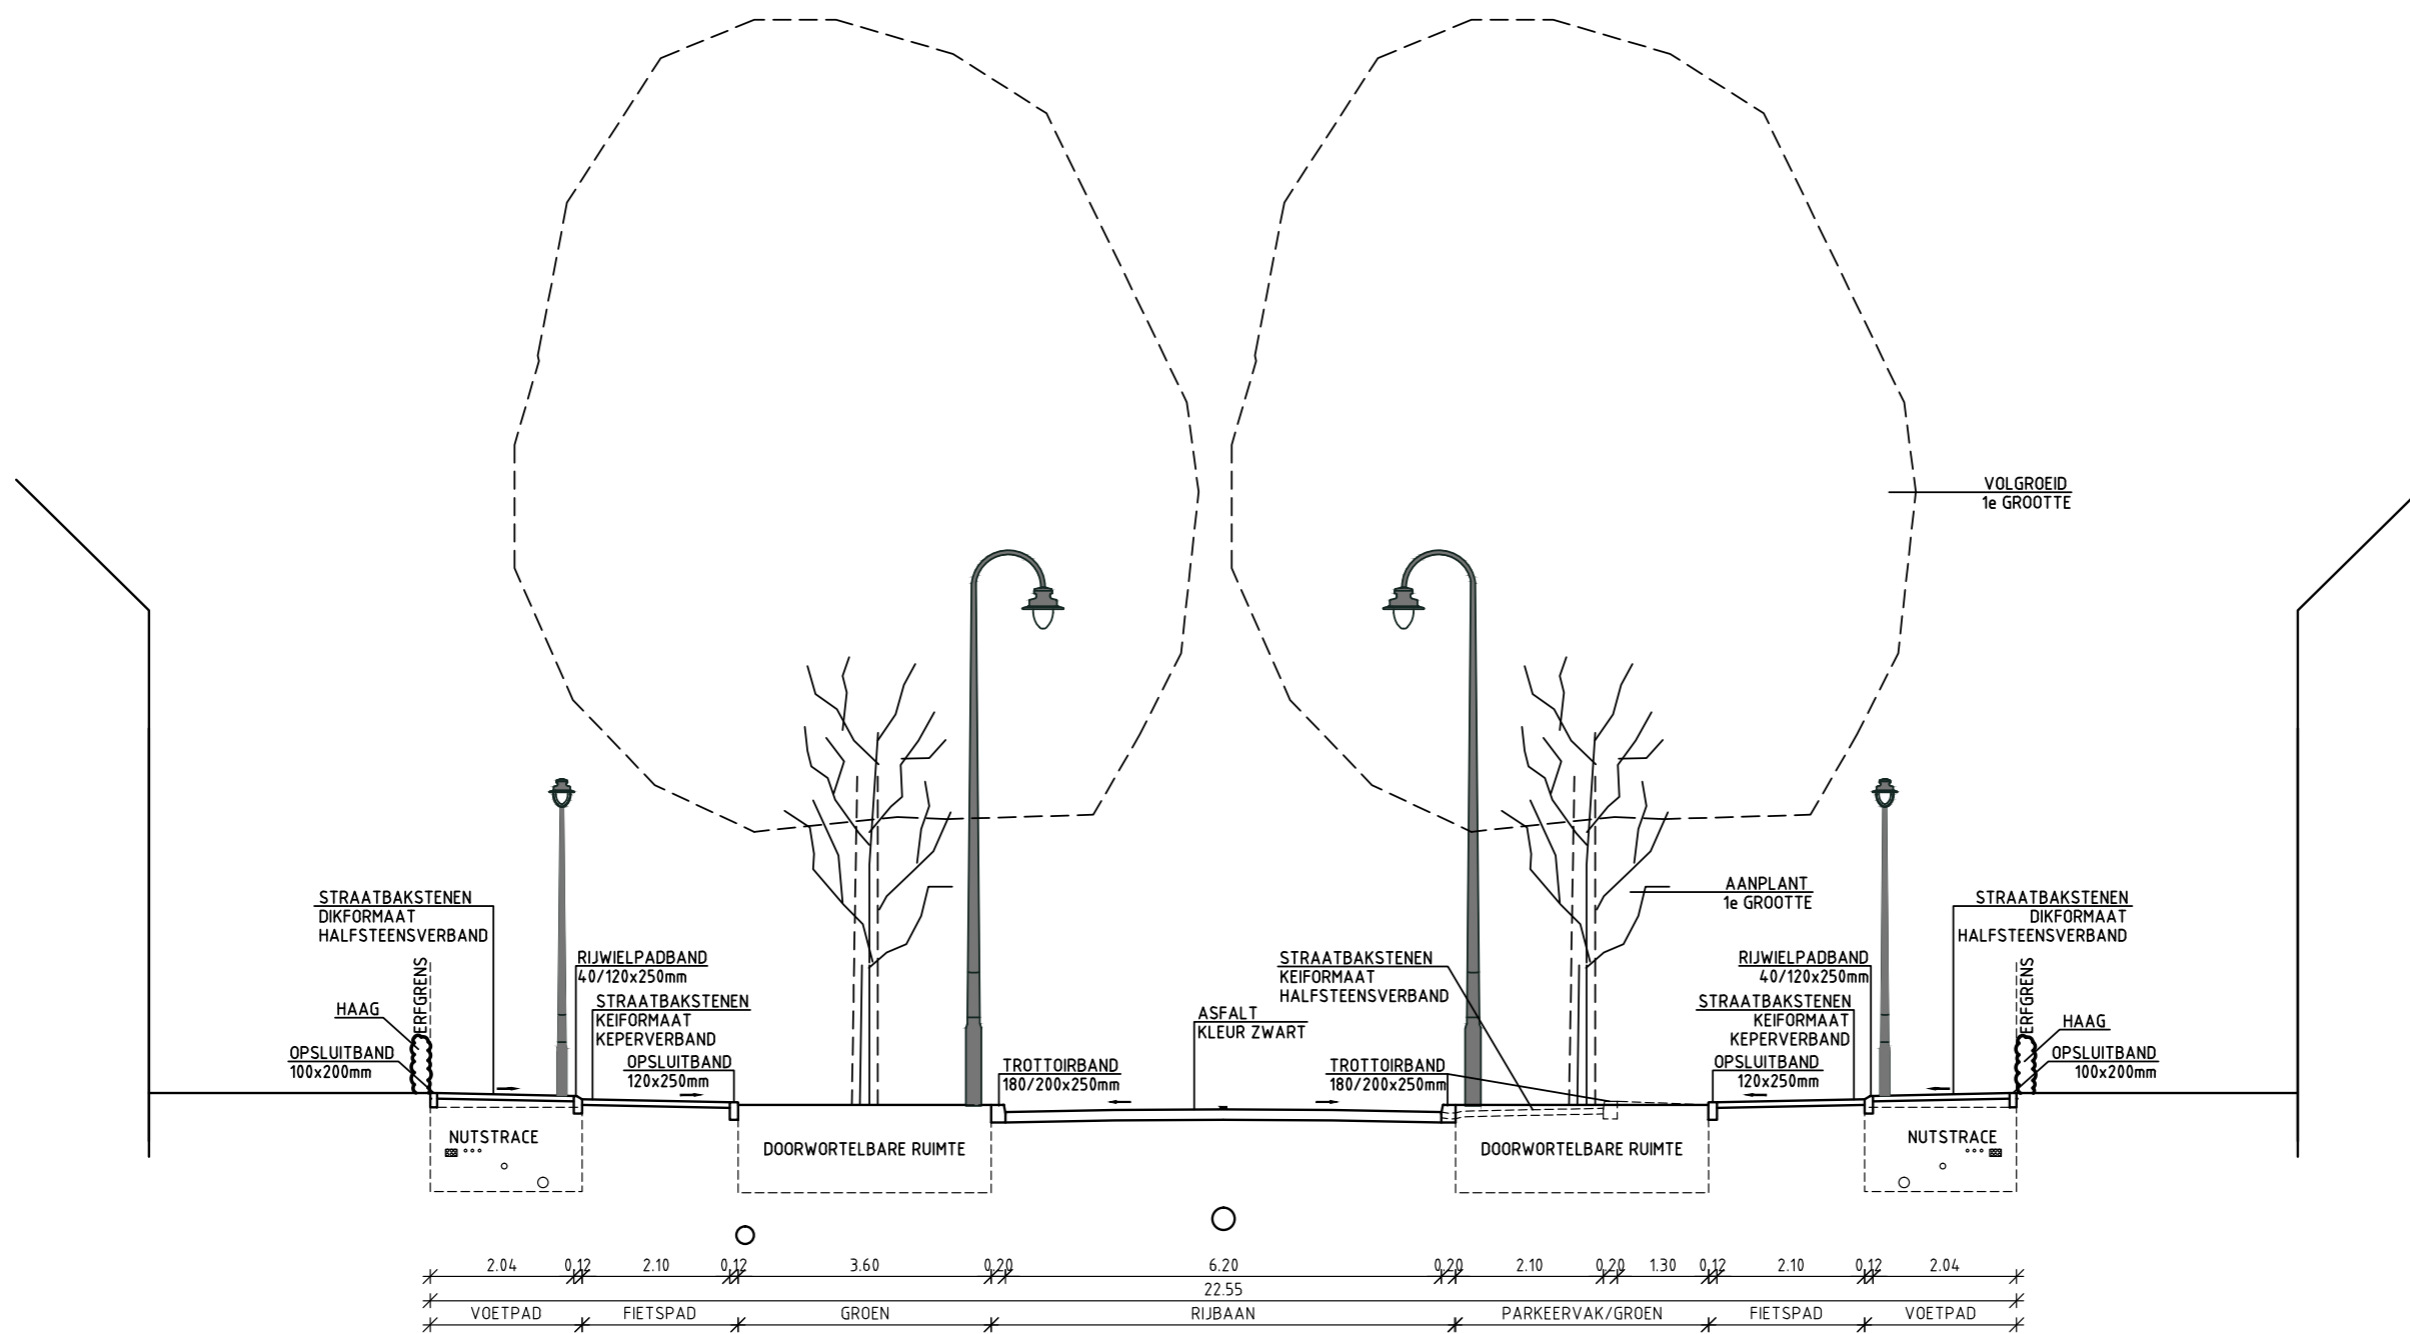 VOLGROEID
1e GROOTTE
STRAATBAKSTENEN
DIKFORMAAT
HALFSTEENSVERBAND
ERFGRENS
HAAG
OPSLUITBAND
100x200mm
RIJWIELPADBAND
40/120x250mm
STRAATBAKSTENEN
KEIFORMAAT
KEPERVERBAND
OPSLUITBAND
120x250mm
TROTTOIRBAND
180/200x250mm
ASFALT
KLEUR ZWART
STRAATBAKSTENEN
KEIFORMAAT
HALFSTEENSVERBAND
TROTTOIRBAND
180/200x250mm
AANPLANT
1e GROOTTE
RIJWIELPADBAND
40/120x250mm
STRAATBAKSTENEN
KEIFORMAAT
KEPERVERBAND
OPSLUITBAND
120x250mm
STRAATBAKSTENEN
DIKFORMAAT
HALFSTEENSVERBAND
ERFGRENS
HAAG
OPSLUITBAND
100x200mm
NUTSTRACE
DOORWORTELBARE RUIMTE
DOORWORTELBARE RUIMTE
NUTSTRACE
2.04 0,12 2.10 0,12 3.60 0,20 6.20 0,20 2.10 0,20 1.30 0,12 2.10 0,12 2.04
22.55
VOETPAD FIETSPAD GROEN RIJBAAN PARKEERVAK/GROEN FIETSPAD VOETPAD